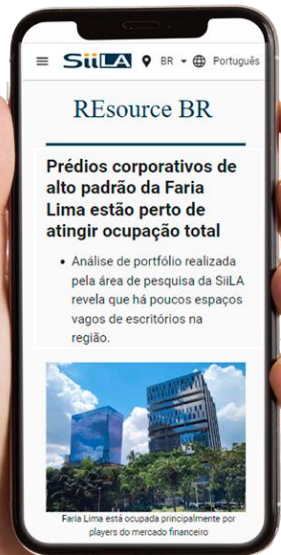 SiiLA BR Português
REsource BR
Prédios corporativos de
alto padrão da Faria
Lima estão perto de
atingir ocupação total
• Análise de portfólio realizada
pela área de pesquisa da SiiLA
revela que há poucos espaços
vagos de escritórios na
região.
Faria Lima está ocupada principalmente por
players do mercado financeiro